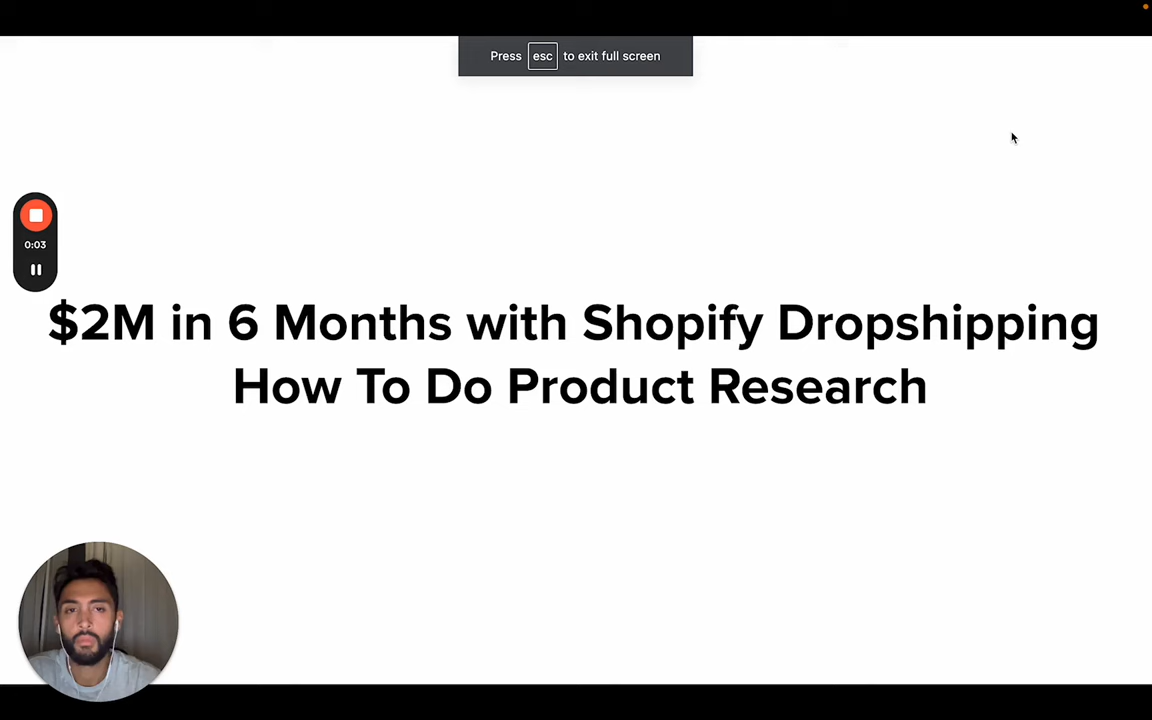 Press esc to exit full screen
0:03
$2M in 6 Months with Shopify Dropshipping
How To Do Product Research